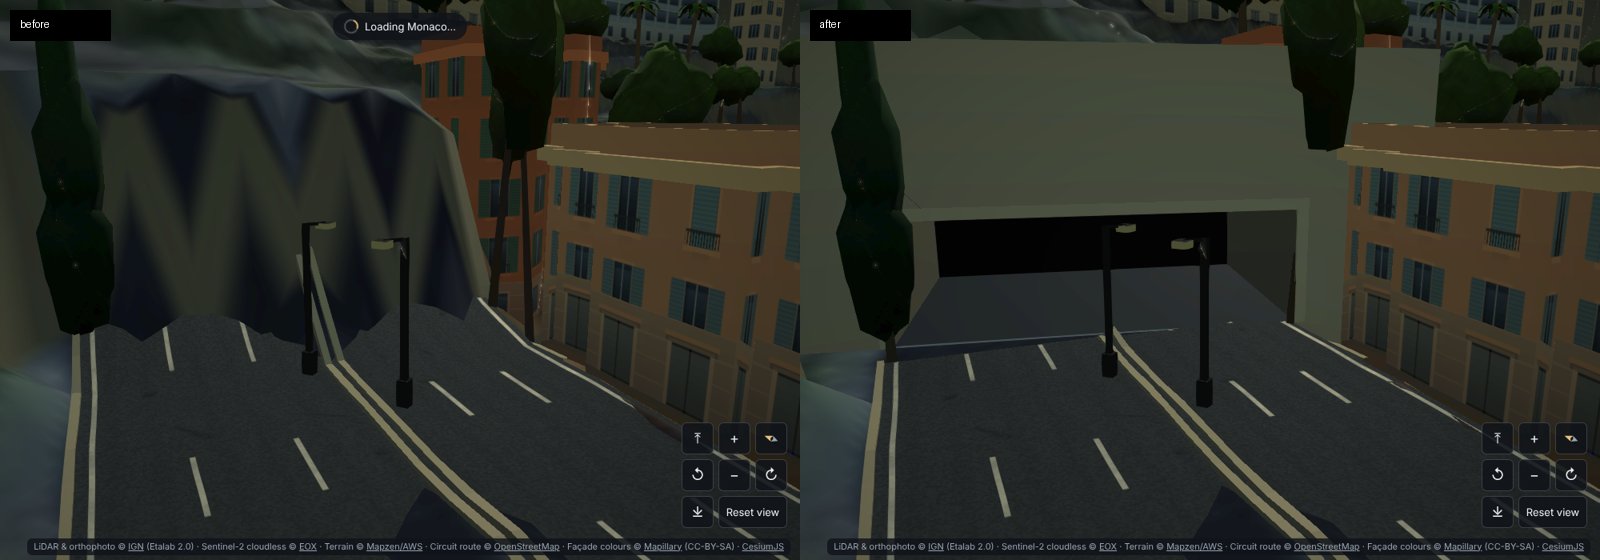 before
Loading Monaco...
Reset view
LiDAR & orthophoto © IGN (Etalab 2.0) · Sentinel-2 cloudless © EOX · Terrain © Mapzen/AWS · Circuit route © OpenStreetMap · Façade colours © Mapillary (CC-BY-SA) · CesiumJS
after
Reset view
LiDAR & orthophoto © IGN (Etalab 2.0) · Sentinel-2 cloudless © EOX · Terrain © Mapzen/AWS · Circuit route © OpenStreetMap · Façade colours © Mapillary (CC-BY-SA) · CesiumJS